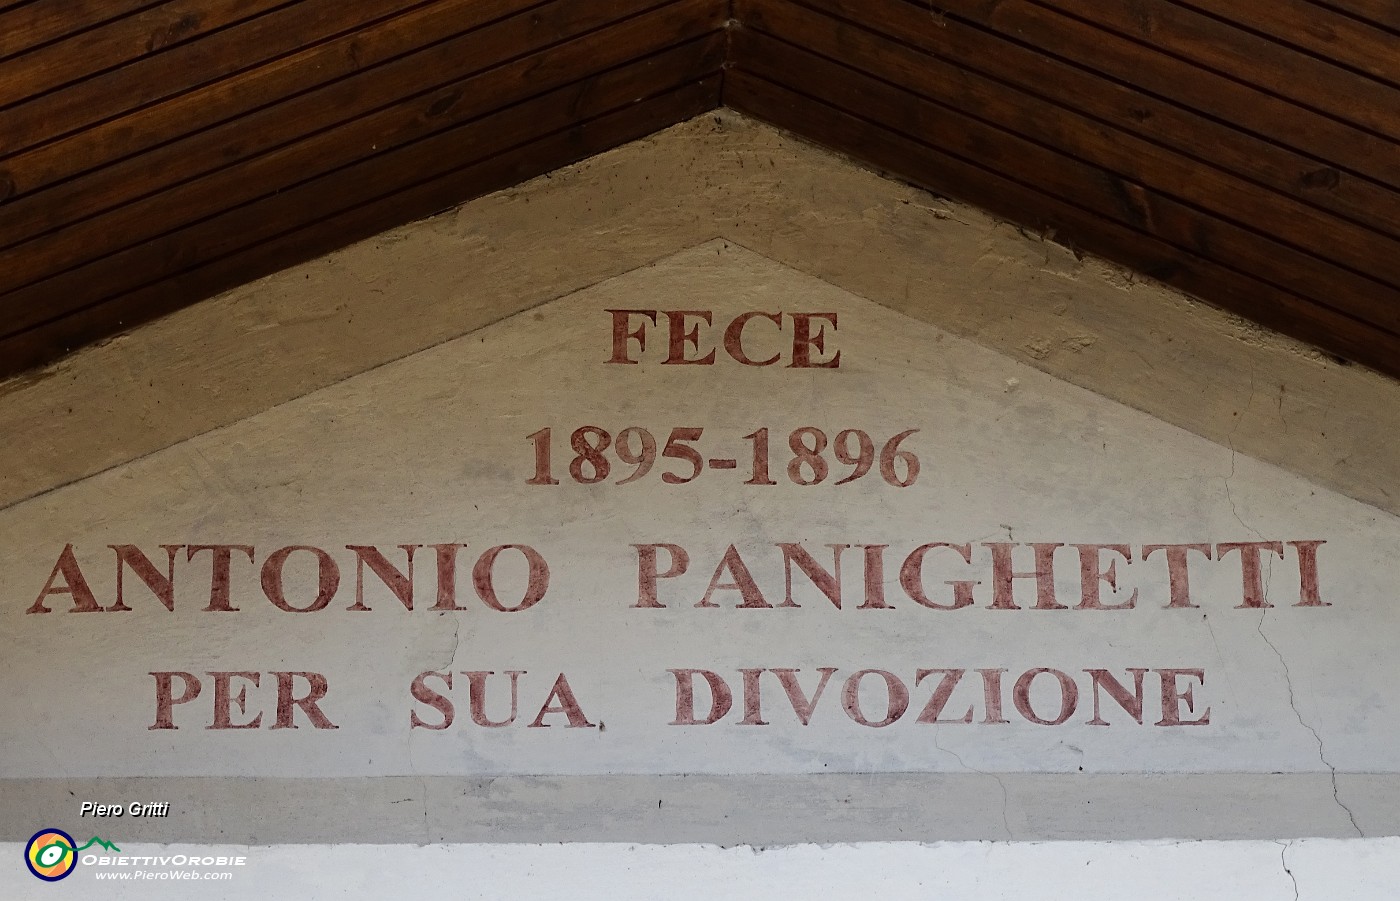 FECE
1895-1896
ANTONIO PANIGHETTI
PER SUA DIVOZIONE
Piero Gritti
OBIETTIVOROBIE
www.PieroWeb.com